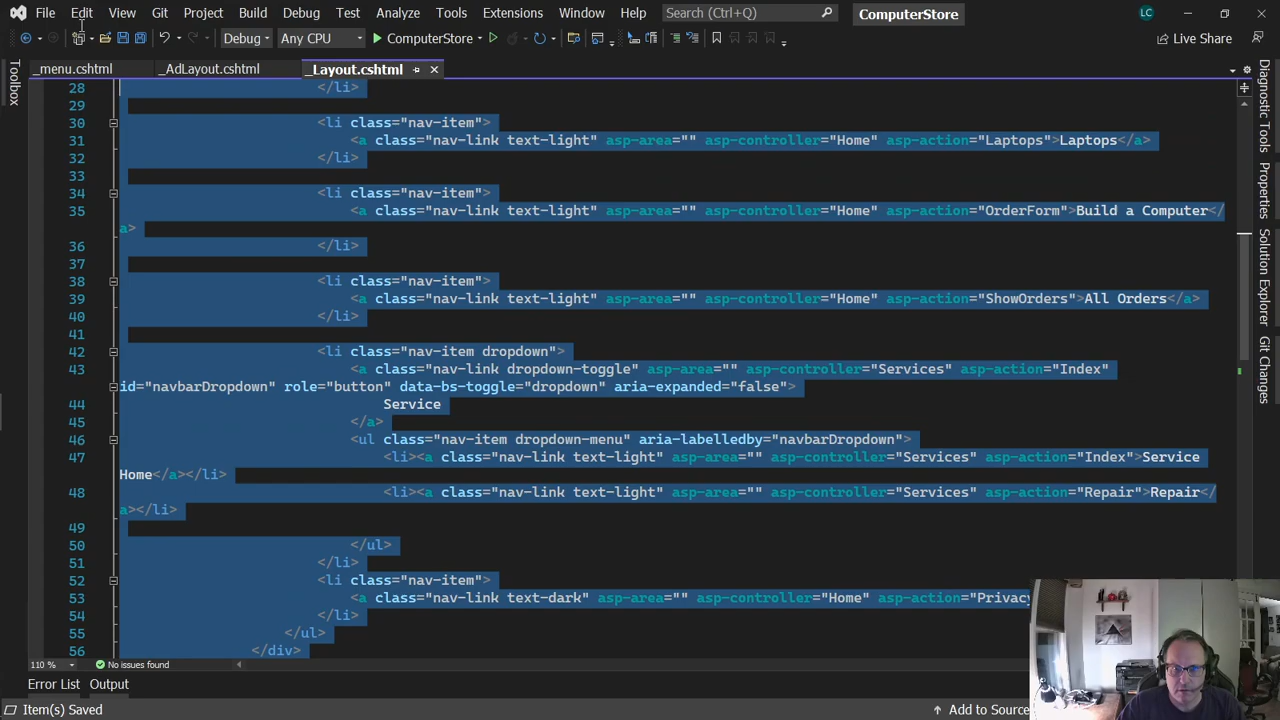 File Edit View Git Project Build Debug Test Analyze Tools Extensions Window Help Search (Ctrl+Q) ComputerStore LC
Debug Any CPU ComputerStore Live Share
_menu.cshtml _AdLayout.cshtml _Layout.cshtml
Toolbox
28 </li>
29
30 <li class="nav-item">
31 <a class="nav-link text-light" asp-area="" asp-controller="Home" asp-action="Laptops">Laptops</a>
32 </li>
33
34 <li class="nav-item">
35 <a class="nav-link text-light" asp-area="" asp-controller="Home" asp-action="OrderForm">Build a Computer</
a>
36 </li>
37
38 <li class="nav-item">
39 <a class="nav-link text-light" asp-area="" asp-controller="Home" asp-action="ShowOrders">All Orders</a>
40 </li>
41
42 <li class="nav-item dropdown">
43 <a class="nav-link dropdown-toggle" asp-area="" asp-controller="Services" asp-action="Index"
id="navbarDropdown" role="button" data-bs-toggle="dropdown" aria-expanded="false">
44 Service
45 </a>
46 <ul class="nav-item dropdown-menu" aria-labelledby="navbarDropdown">
47 <li><a class="nav-link text-light" asp-area="" asp-controller="Services" asp-action="Index">Service
Home</a></li>
48 <li><a class="nav-link text-light" asp-area="" asp-controller="Services" asp-action="Repair">Repair</
a></li>
49
50 </ul>
51 </li>
52 <li class="nav-item">
53 <a class="nav-link text-dark" asp-area="" asp-controller="Home" asp-action="Privacy
54 </li>
55 </ul>
56 </div>
Diagnostic Tools
Properties
Solution Explorer
Git Changes
110 % No issues found
Error List Output
Item(s) Saved Add to Source